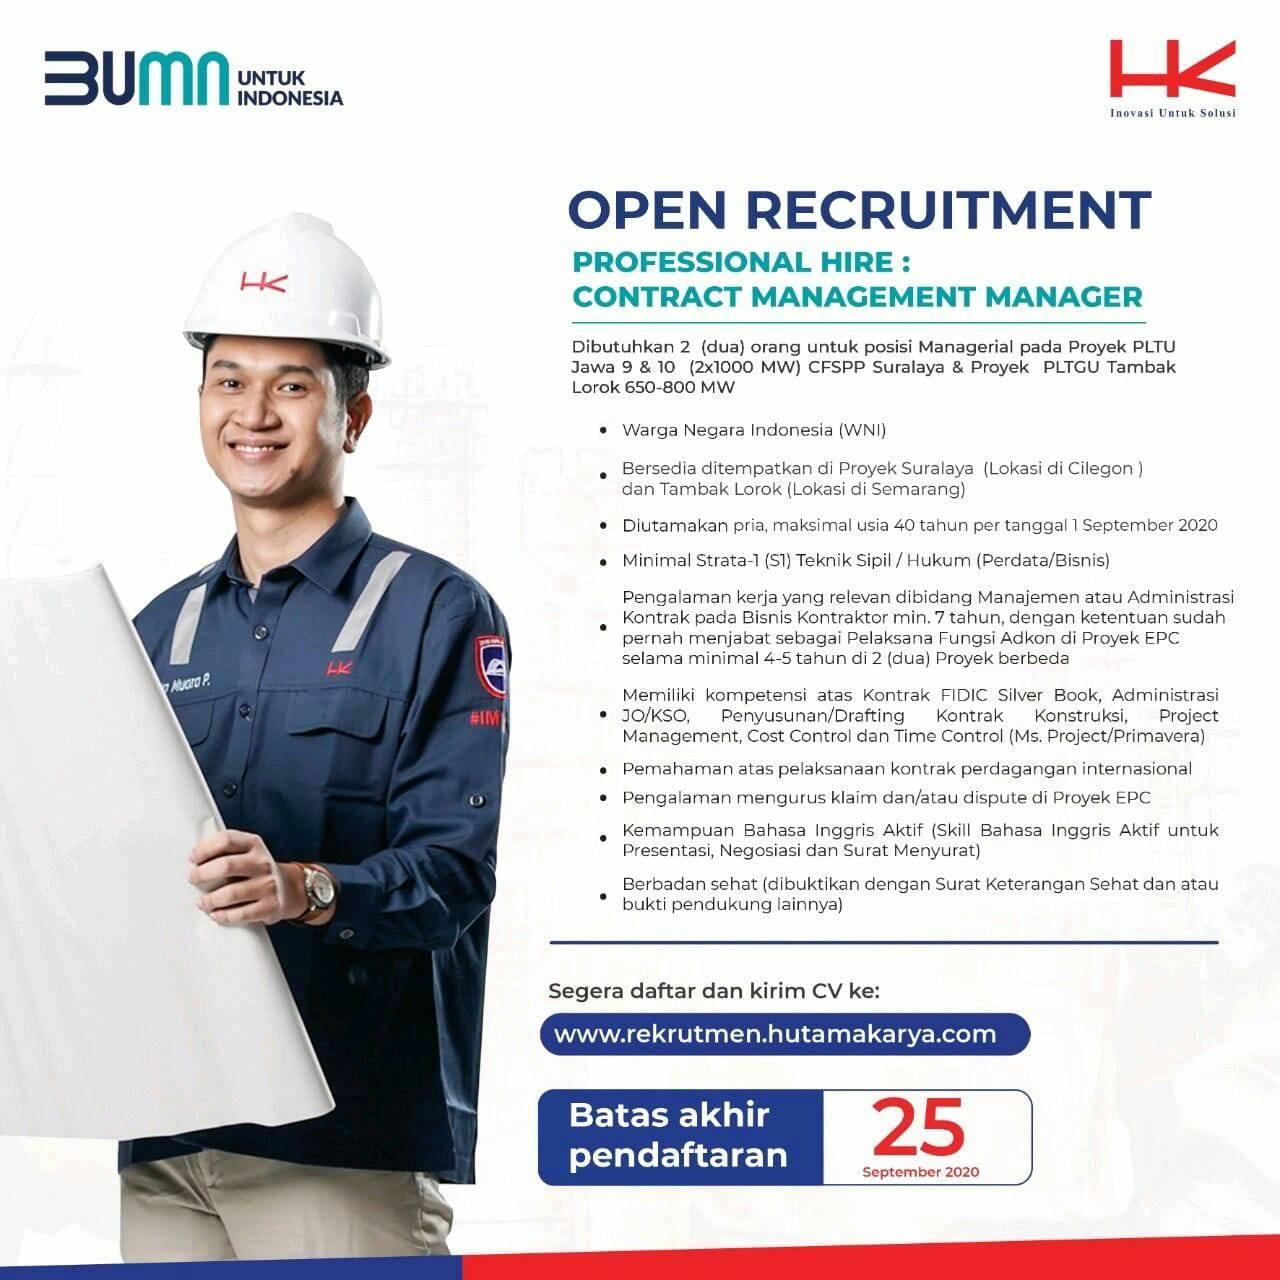 BUMN UNTUK
INDONESIA
HK
Inovasi Untuk Solusi
OPEN RECRUITMENT
PROFESSIONAL HIRE :
CONTRACT MANAGEMENT MANAGER
Dibutuhkan 2 (dua) orang untuk posisi Managerial pada Proyek PLTU
Jawa 9 & 10 (2x1000 MW) CFSPP Suralaya & Proyek PLTGU Tambak
Lorok 650-800 MW
• Warga Negara Indonesia (WNI)
• Bersedia ditempatkan di Proyek Suralaya (Lokasi di Cilegon )
dan Tambak Lorok (Lokasi di Semarang)
• Diutamakan pria, maksimal usia 40 tahun per tanggal 1 September 2020
• Minimal Strata-1 (S1) Teknik Sipil / Hukum (Perdata/Bisnis)
• Pengalaman kerja yang relevan dibidang Manajemen atau Administrasi
Kontrak pada Bisnis Kontraktor min. 7 tahun, dengan ketentuan sudah
pernah menjabat sebagai Pelaksana Fungsi Adkon di Proyek EPC
selama minimal 4-5 tahun di 2 (dua) Proyek berbeda
• Memiliki kompetensi atas Kontrak FIDIC Silver Book, Administrasi
JO/KSO, Penyusunan/Drafting Kontrak Konstruksi, Project
Management, Cost Control dan Time Control (Ms. Project/Primavera)
• Pemahaman atas pelaksanaan kontrak perdagangan internasional
• Pengalaman mengurus klaim dan/atau dispute di Proyek EPC
• Kemampuan Bahasa Inggris Aktif (Skill Bahasa Inggris Aktif untuk
Presentasi, Negosiasi dan Surat Menyurat)
• Berbadan sehat (dibuktikan dengan Surat Keterangan Sehat dan atau
bukti pendukung lainnya)
Segera daftar dan kirim CV ke:
www.rekrutmen.hutamakarya.com
Batas akhir
pendaftaran
25
September 2020
HK
HK
Muara P.
#IM